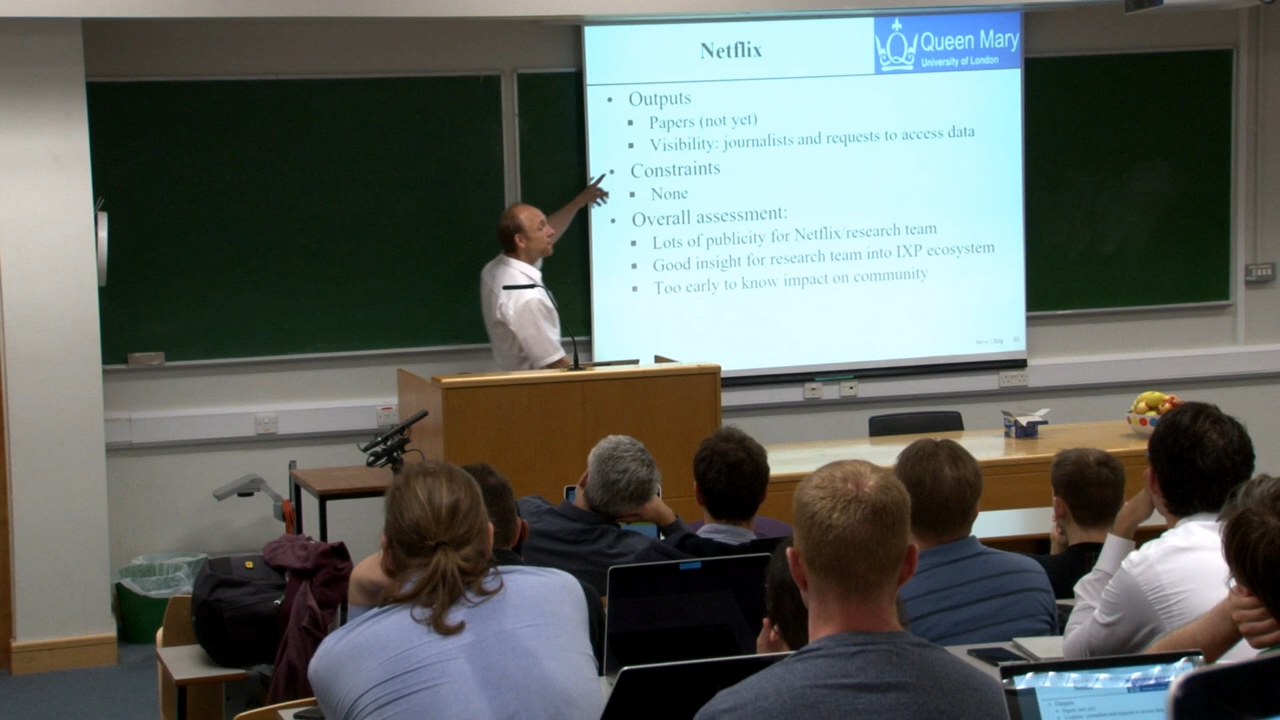 Netflix
Queen Mary
University of London
• Outputs
▪ Papers (not yet)
▪ Visibility: journalists and requests to access data
• Constraints
▪ None
• Overall assessment:
▪ Lots of publicity for Netflix/research team
▪ Good insight for research team into IXP ecosystem
▪ Too early to know impact on community